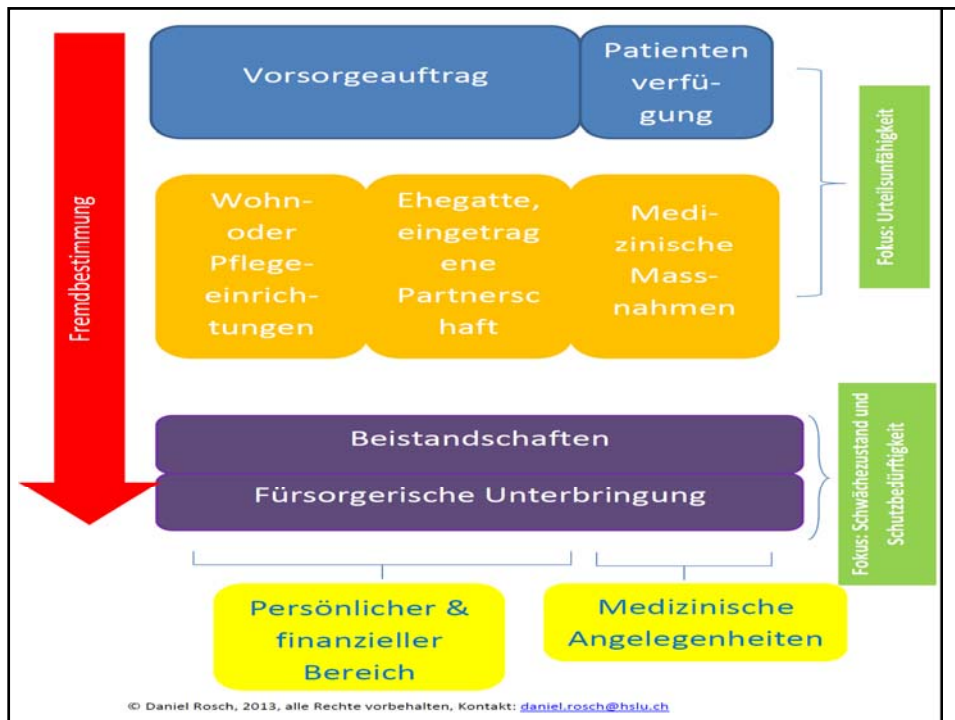 Fremdbestimmung
Vorsorgeauftrag
Patienten
verfü-
gung
Fokus: Urteilsunfähigkeit
Wohn-
oder
Pflege-
einrich-
tungen
Ehegatte,
eingetrag
ene
Partnersc
haft
Medi-
zinische
Mass-
nahmen
Beistandschaften
Fürsorgerische Unterbringung
Fokus: Schwächezustand und
Schutzbedürftigkeit
Persönlicher &
finanzieller
Bereich
Medizinische
Angelegenheiten
© Daniel Rosch, 2013, alle Rechte vorbehalten, Kontakt: daniel.rosch@hslu.ch